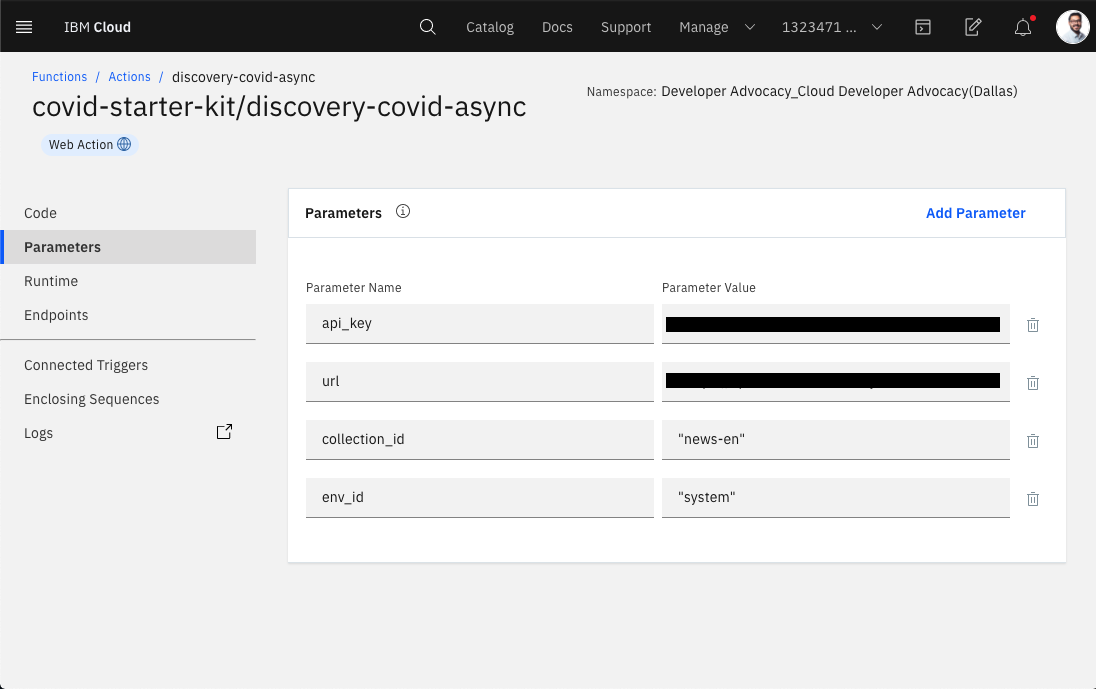 IBM Cloud
Catalog
Docs
Support
Manage
1323471 ...
Functions / Actions / discovery-covid-async
covid-starter-kit/discovery-covid-async
Namespace: Developer Advocacy_Cloud Developer Advocacy(Dallas)
Web Action
Code
Parameters
Runtime
Endpoints
Connected Triggers
Enclosing Sequences
Logs
Parameters
Add Parameter
Parameter Name
Parameter Value
api_key
url
collection_id
"news-en"
env_id
"system"